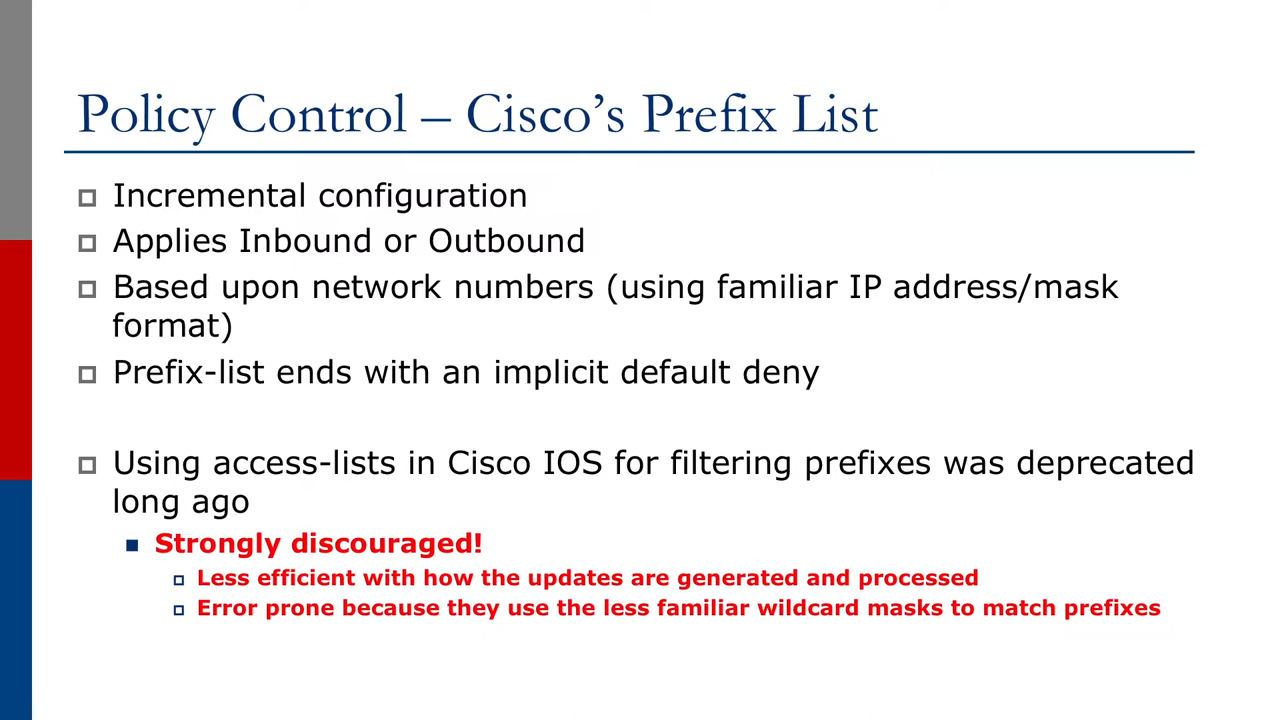 Policy Control – Cisco’s Prefix List
Incremental configuration
Applies Inbound or Outbound
Based upon network numbers (using familiar IP address/mask
format)
Prefix-list ends with an implicit default deny
Using access-lists in Cisco IOS for filtering prefixes was deprecated
long ago
Strongly discouraged!
Less efficient with how the updates are generated and processed
Error prone because they use the less familiar wildcard masks to match prefixes